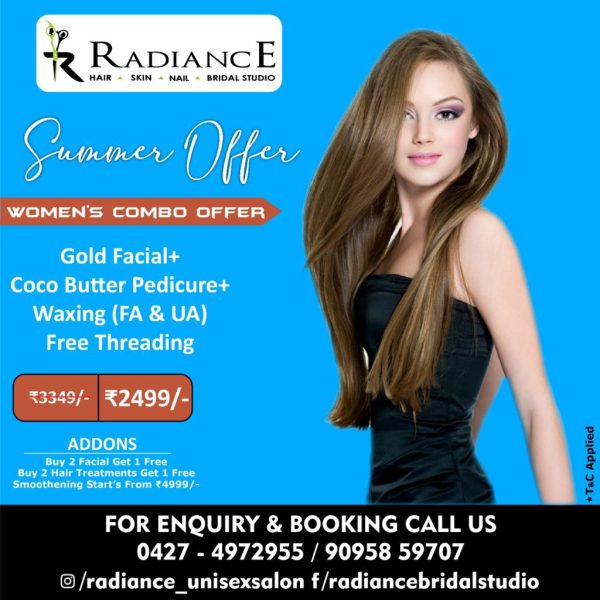 RADIANCE
HAIR ▲ SKIN ▲ NAIL ▲ BRIDAL STUDIO
Summer Offer
WOMEN'S COMBO OFFER
Gold Facial+
Coco Butter Pedicure+
Waxing (FA & UA)
Free Threading
₹3349/- ₹2499/-
ADDONS
Buy 2 Facial Get 1 Free
Buy 2 Hair Treatments Get 1 Free
Smoothening Start's From ₹4999/-
*T&C Applied
FOR ENQUIRY & BOOKING CALL US
0427 - 4972955 / 90958 59707
/radiance_unisexsalon f/radiancebridalstudio